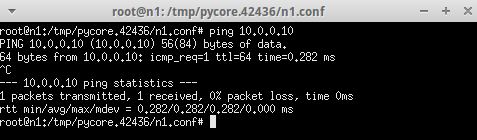 root@n1: /tmp/pycore.42436/n1.conf
root@n1:/tmp/pycore.42436/n1.conf# ping 10.0.0.10
PING 10.0.0.10 (10.0.0.10) 56(84) bytes of data.
64 bytes from 10.0.0.10: icmp_req=1 ttl=64 time=0.282 ms
^C
--- 10.0.0.10 ping statistics ---
1 packets transmitted, 1 received, 0% packet loss, time 0ms
rtt min/avg/max/mdev = 0.282/0.282/0.282/0.000 ms
root@n1:/tmp/pycore.42436/n1.conf#